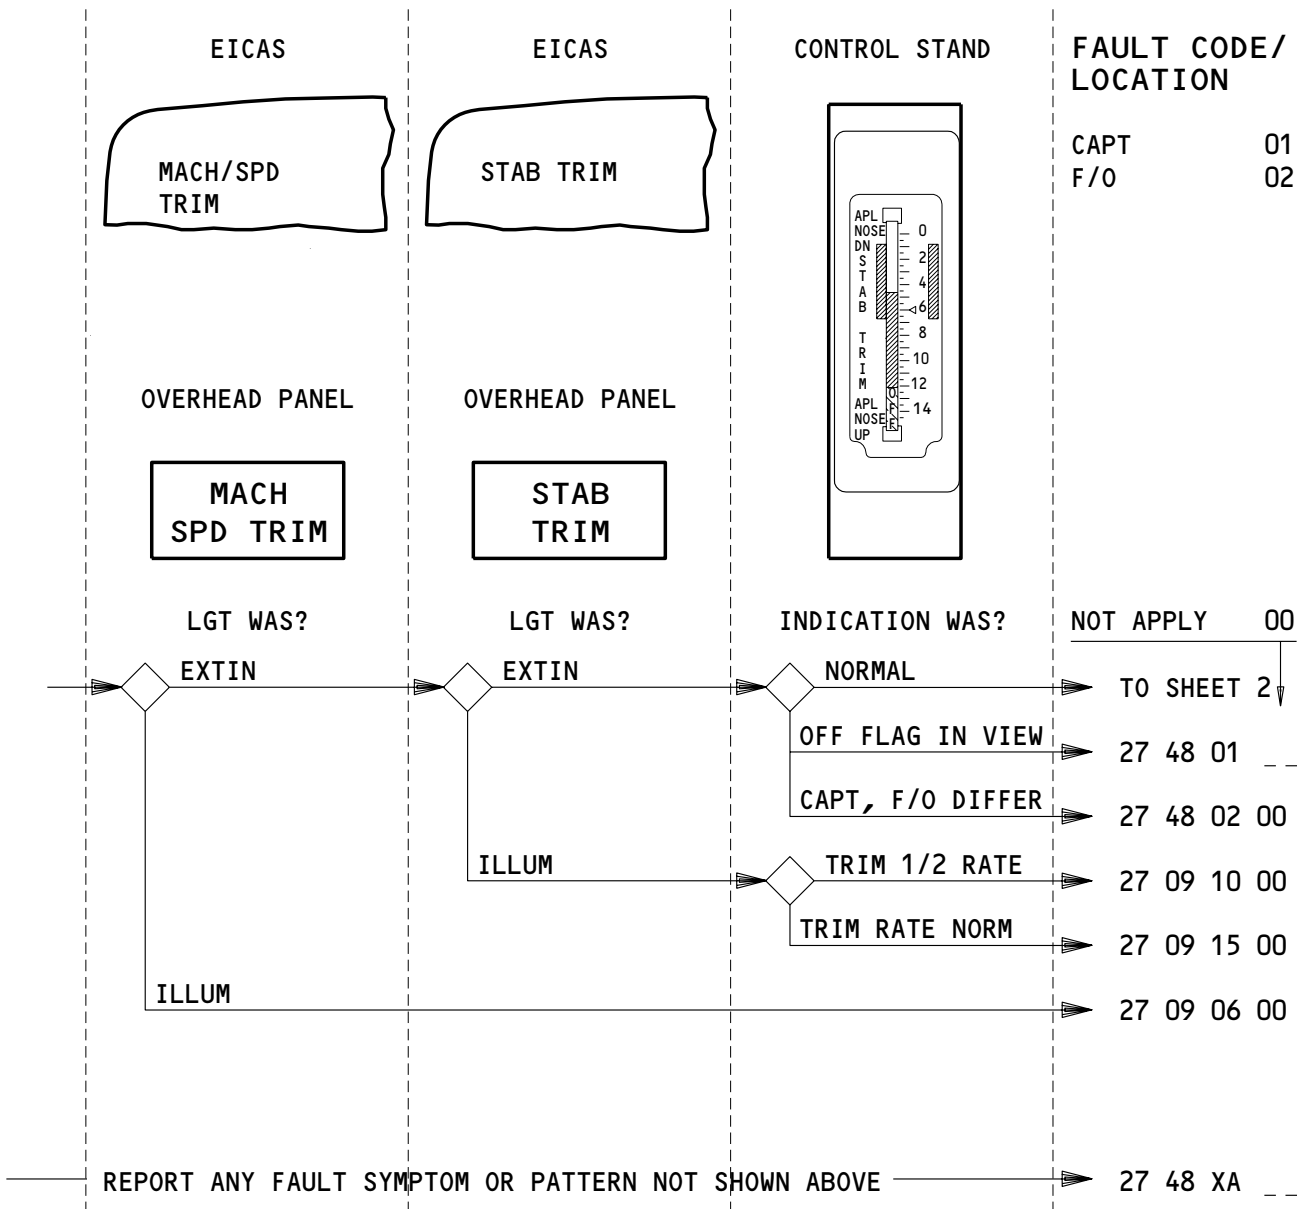 EICAS
EICAS
CONTROL STAND
FAULT CODE/
LOCATION
MACH/SPD
TRIM
STAB TRIM
CAPT 01
F/O 02
APL
NOSE
DN
S
T
A
B
T
R
I
M
APL
NOSE
UP
0
2
4
6
8
10
12
14
O
F
F
OVERHEAD PANEL
OVERHEAD PANEL
MACH
SPD TRIM
STAB
TRIM
LGT WAS?
LGT WAS?
INDICATION WAS?
NOT APPLY 00
EXTIN
EXTIN
NORMAL
TO SHEET 2
OFF FLAG IN VIEW
27 48 01 _ _
CAPT, F/O DIFFER
27 48 02 00
ILLUM
TRIM 1/2 RATE
27 09 10 00
TRIM RATE NORM
27 09 15 00
ILLUM
27 09 06 00
REPORT ANY FAULT SYMPTOM OR PATTERN NOT SHOWN ABOVE
27 48 XA _ _